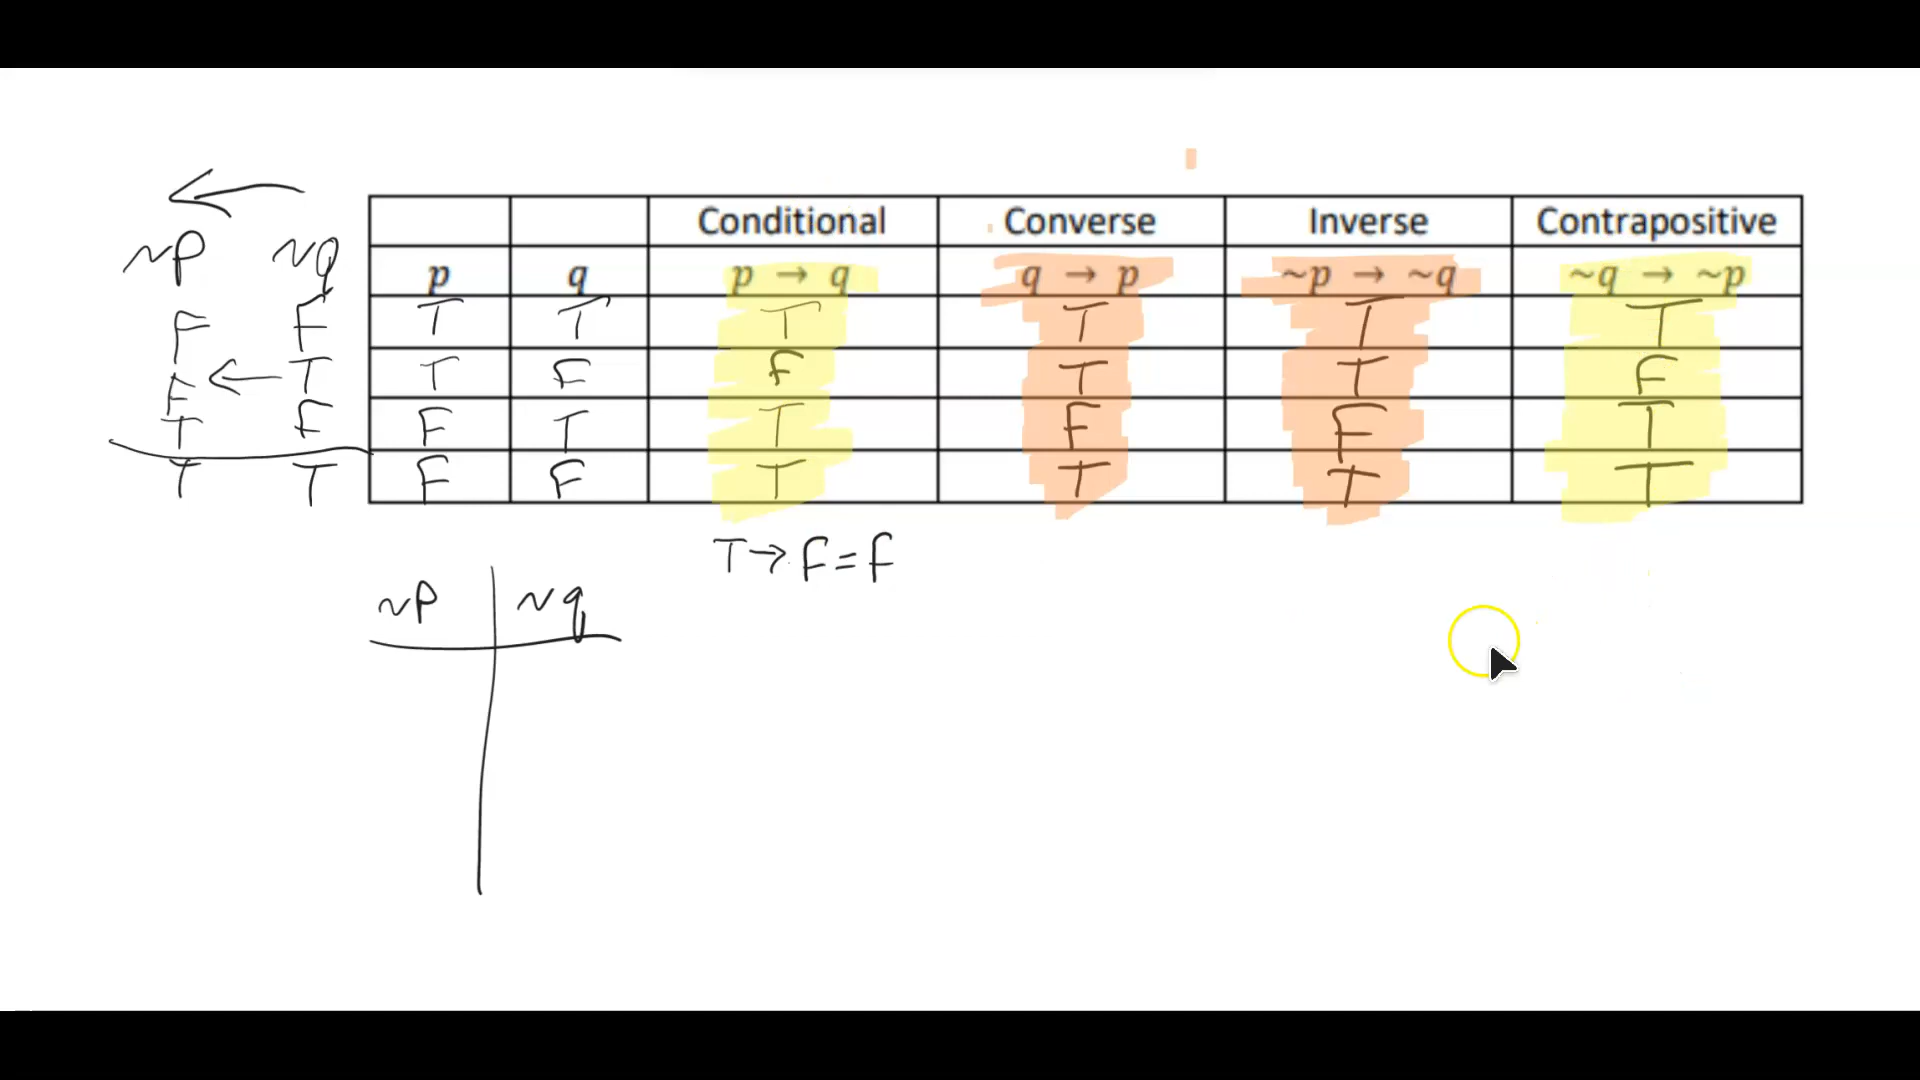 Conditional Converse Inverse Contrapositive
~p ~q p q p → q q → p ~p → ~q ~q → ~p
F F T T T T T T
F ← T T F F T T F
T F F T T F F T
T T F F T T T T
T → F = F
~p ~q